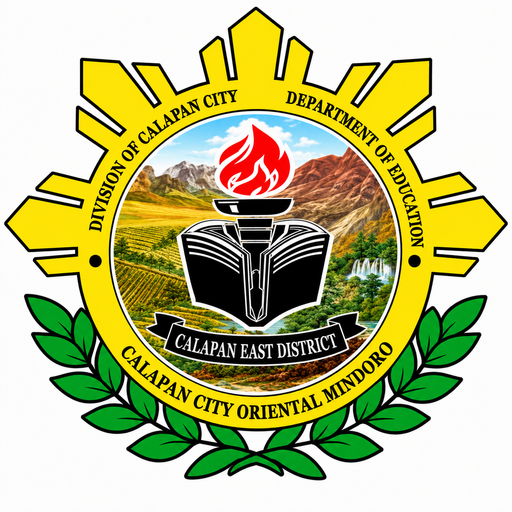 DIVISION OF CALAPAN CITY
DEPARTMENT OF EDUCATION
CALAPAN EAST DISTRICT
CALAPAN CITY ORIENTAL MINDORO